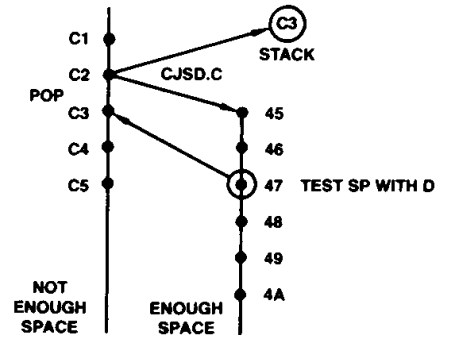 C3
STACK
C1
C2
CJSD.C
POP
C3
45
C4
46
C5
47 TEST SP WITH D
48
49
4A
NOT
ENOUGH
SPACE
ENOUGH
SPACE